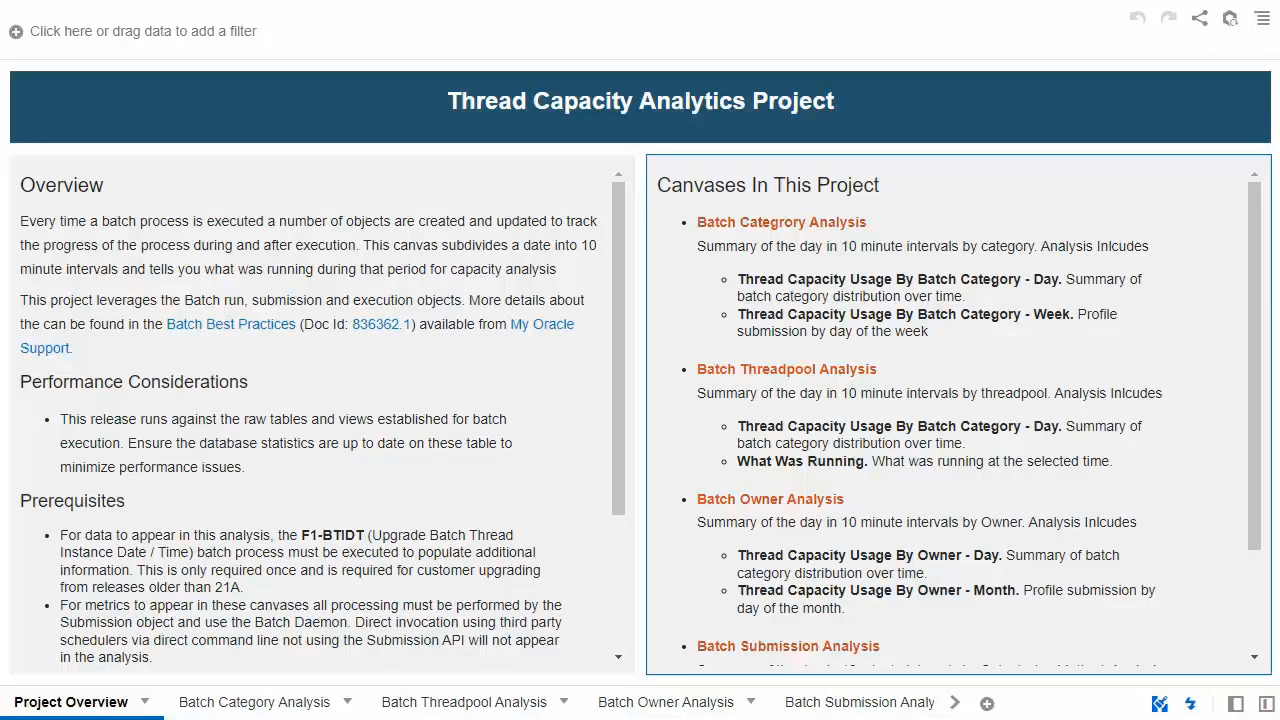 Click here or drag data to add a filter
Thread Capacity Analytics Project
Overview
Every time a batch process is executed a number of objects are created and updated to track
the progress of the process during and after execution. This canvas subdivides a date into 10
minute intervals and tells you what was running during that period for capacity analysis
This project leverages the Batch run, submission and execution objects. More details about
the can be found in the Batch Best Practices (Doc Id: 836362.1) available from My Oracle
Support.
Performance Considerations
• This release runs against the raw tables and views established for batch
execution. Ensure the database statistics are up to date on these table to
minimize performance issues.
Prerequisites
• For data to appear in this analysis, the F1-BTIDT (Upgrade Batch Thread
Instance Date / Time) batch process must be executed to populate additional
information. This is only required once and is required for customer upgrading
from releases older than 21A.
• For metrics to appear in these canvases all processing must be performed by the
Submission object and use the Batch Daemon. Direct invocation using third party
schedulers via direct command line not using the Submission API will not appear
in the analysis.
Canvases In This Project
• Batch Categrory Analysis
Summary of the day in 10 minute intervals by category. Analysis Inlcudes
◦ Thread Capacity Usage By Batch Category - Day. Summary of
batch category distribution over time.
◦ Thread Capacity Usage By Batch Category - Week. Profile
submission by day of the week
• Batch Threadpool Analysis
Summary of the day in 10 minute intervals by threadpool. Analysis Inlcudes
◦ Thread Capacity Usage By Batch Category - Day. Summary of
batch category distribution over time.
◦ What Was Running. What was running at the selected time.
• Batch Owner Analysis
Summary of the day in 10 minute intervals by Owner. Analysis Inlcudes
◦ Thread Capacity Usage By Owner - Day. Summary of batch
category distribution over time.
◦ Thread Capacity Usage By Owner - Month. Profile submission by
day of the month.
• Batch Submission Analysis
Project Overview
Batch Category Analysis
Batch Threadpool Analysis
Batch Owner Analysis
Batch Submission Analy